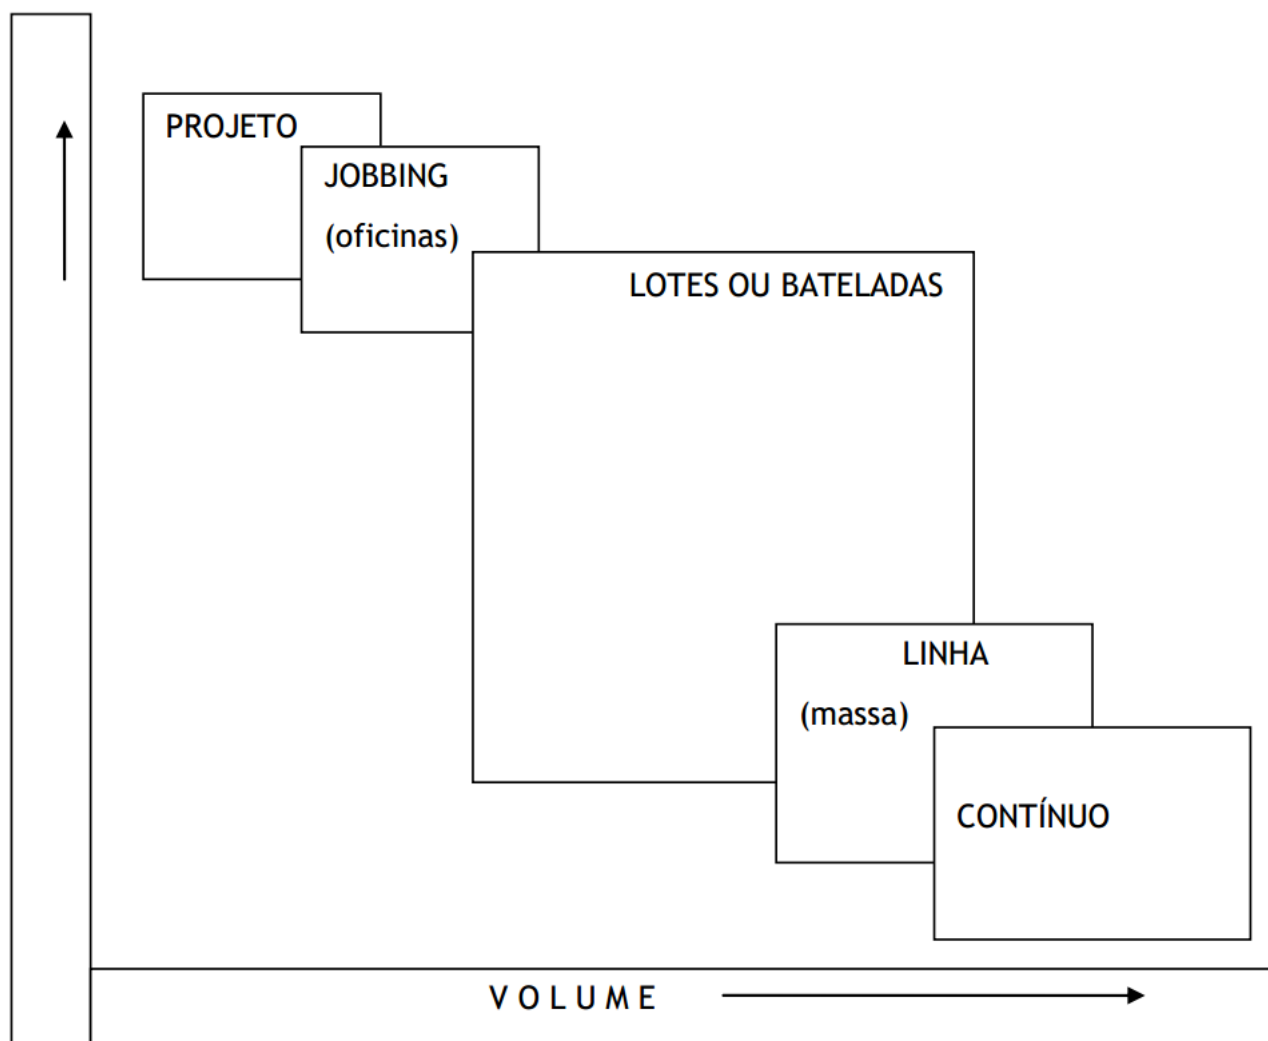 PROJETO
JOBBING
(oficinas)
LOTES OU BATELADAS
LINHA
(massa)
CONTÍNUO
V O L U M E